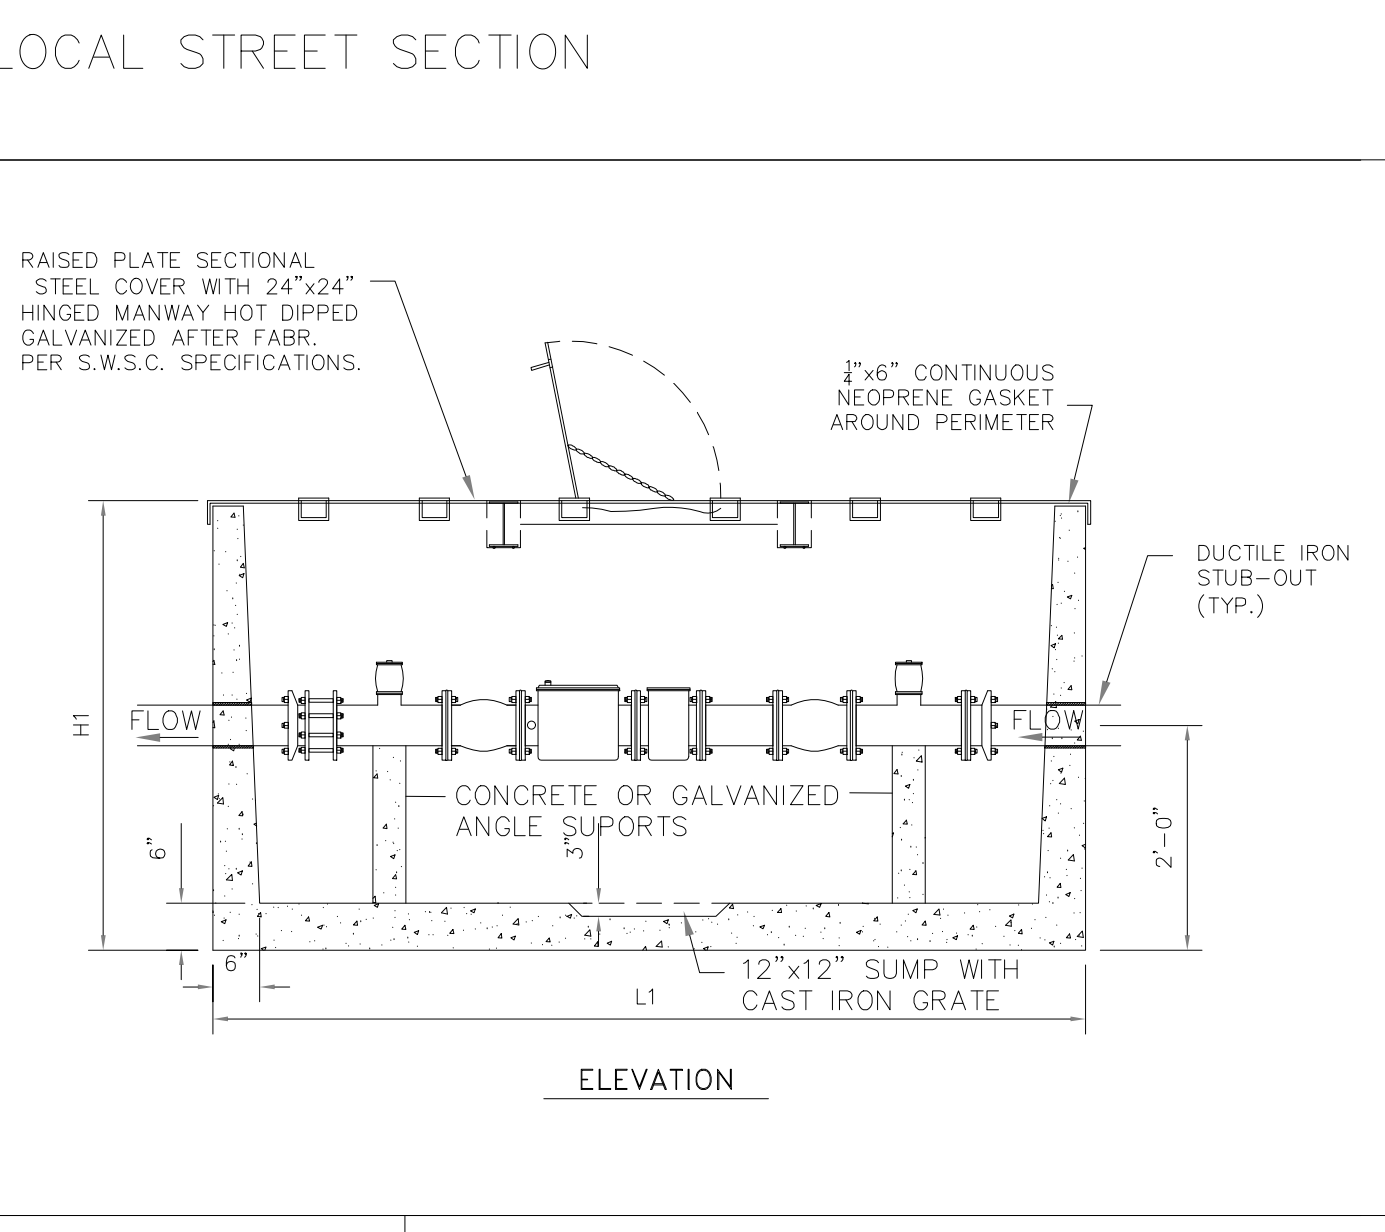 LOCAL STREET SECTION
RAISED PLATE SECTIONAL
STEEL COVER WITH 24"x24"
HINGED MANWAY HOT DIPPED
GALVANIZED AFTER FABR.
PER S.W.S.C. SPECIFICATIONS.
1/4"x6" CONTINUOUS
NEOPRENE GASKET
AROUND PERIMETER
DUCTILE IRON
STUB-OUT
(TYP.)
H1
FLOW
FLOW
CONCRETE OR GALVANIZED
ANGLE SUPORTS
6"
3"
2'-0"
6"
12"x12" SUMP WITH
CAST IRON GRATE
L1
ELEVATION